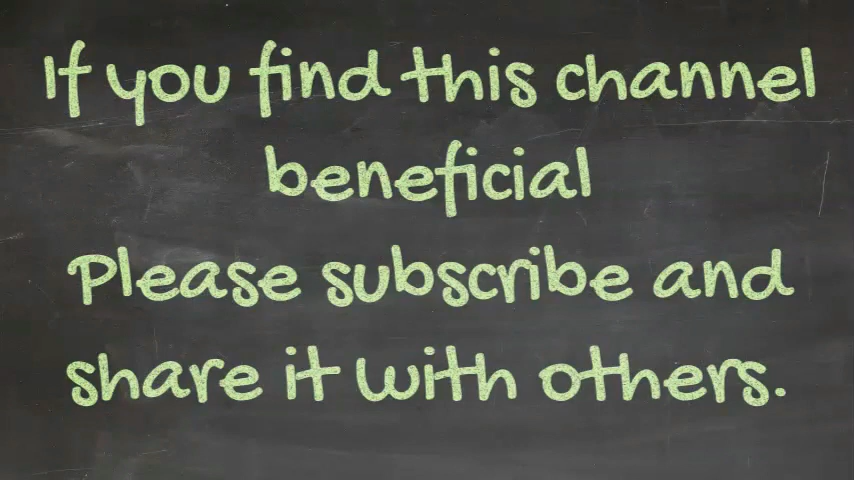 If you find this channel
beneficial
Please subscribe and
share it with others.